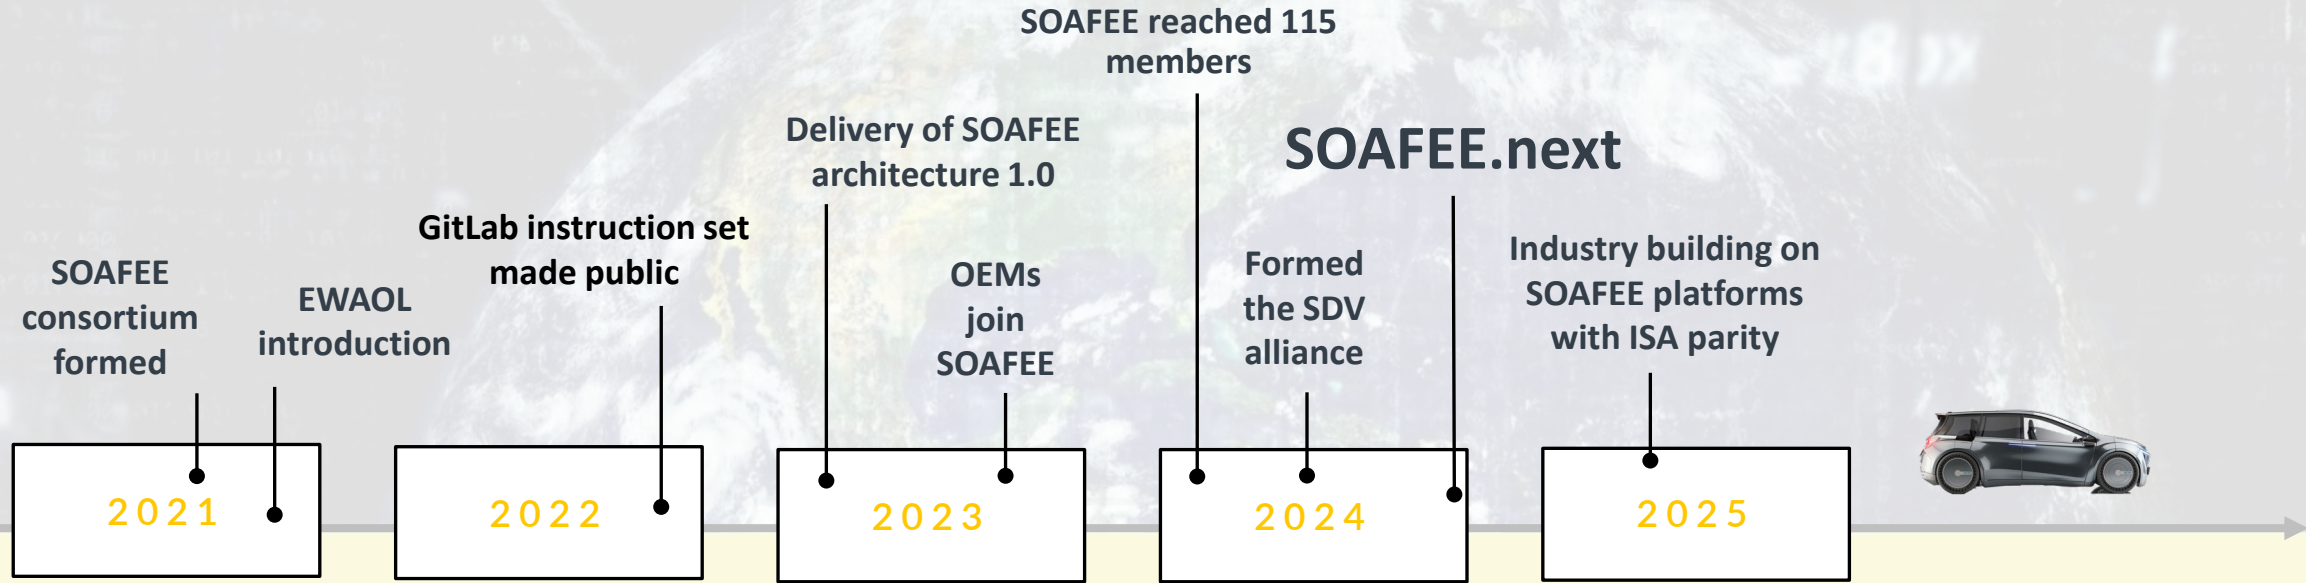 SOAFEE
consortium
formed
EWAOL
introduction
GitLab instruction set
made public
Delivery of SOAFEE
architecture 1.0
OEMs
join
SOAFEE
SOAFEE reached 115
members
Formed
the SDV
alliance
SOAFEE.next
Industry building on
SOAFEE platforms
with ISA parity
2021
2022
2023
2024
2025